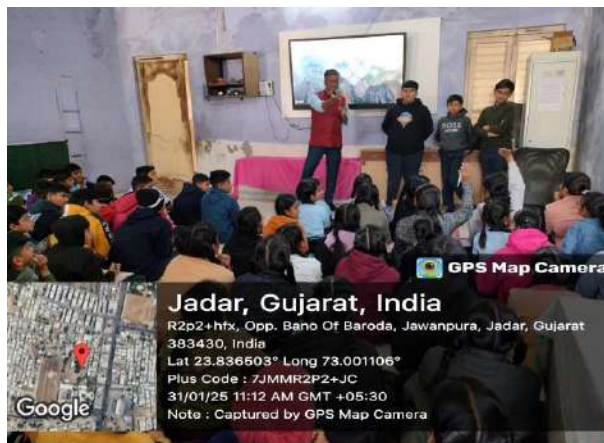 BOSS
GPS Map Camera
Jadar, Gujarat, India
R2p2+hfx, Opp. Bano Of Baroda, Jawanpura, Jadar, Gujarat
383430, India
Lat 23.836503° Long 73.001106°
Plus Code : 7JMMR2P2+JC
31/01/25 11:12 AM GMT +05:30
Note : Captured by GPS Map Camera
Google